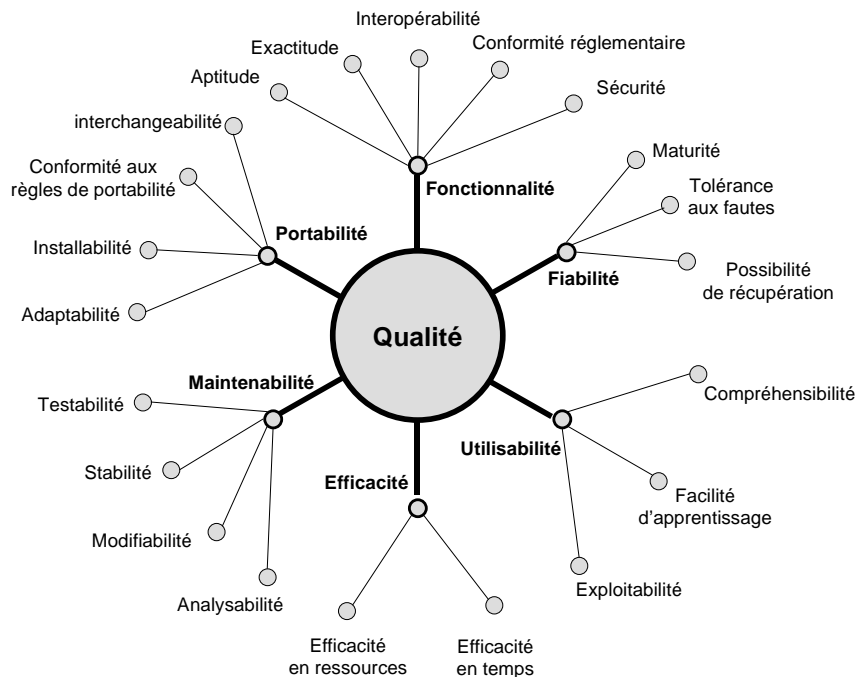 Interopérabilité
Exactitude
Conformité réglementaire
Aptitude
Sécurité
interchangeabilité
Maturité
Conformité aux
règles de portabilité
Fonctionnalité
Tolérance
aux fautes
Portabilité
Installabilité
Fiabilité
Possibilité
de récupération
Adaptabilité
Qualité
Maintenabilité
Compréhensibilité
Testabilité
Utilisabilité
Stabilité
Efficacité
Facilité
d'apprentissage
Modifiabilité
Exploitabilité
Analysabilité
Efficacité
en ressources
Efficacité
en temps